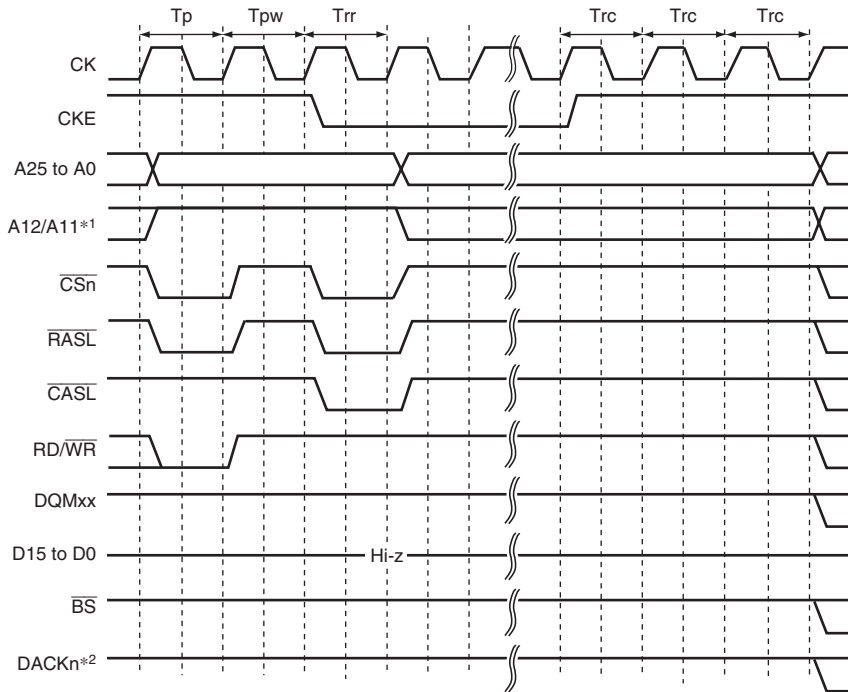 Tp Tpw Trr Trc Trc Trc
CK
CKE
A25 to A0
A12/A11*1
CSn
RASL
CASL
RD/WR
DQMxx
D15 to D0 Hi-z
BS
DACKn*2